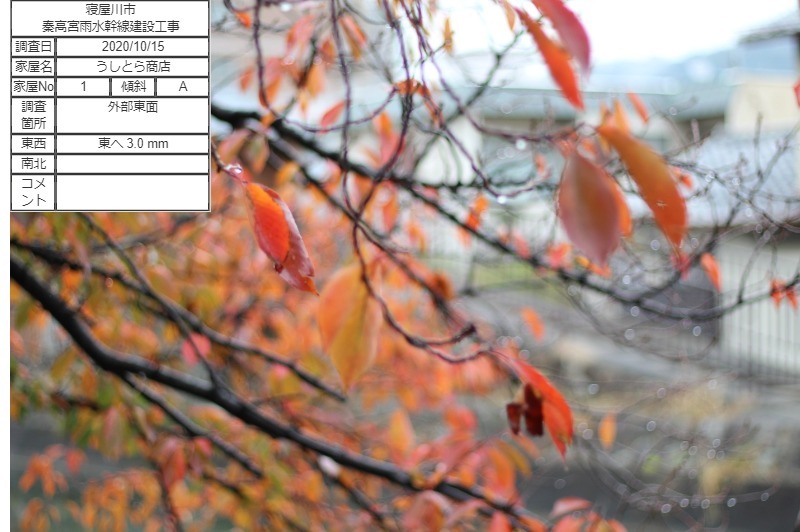 寝屋川市
秦高宮雨水幹線建設工事
調査日 2020/10/15
家屋名 うしとら商店
家屋No 1 傾斜 A
調査
箇所
外部東面
東西 東へ 3.0 mm
南北
コメ
ント